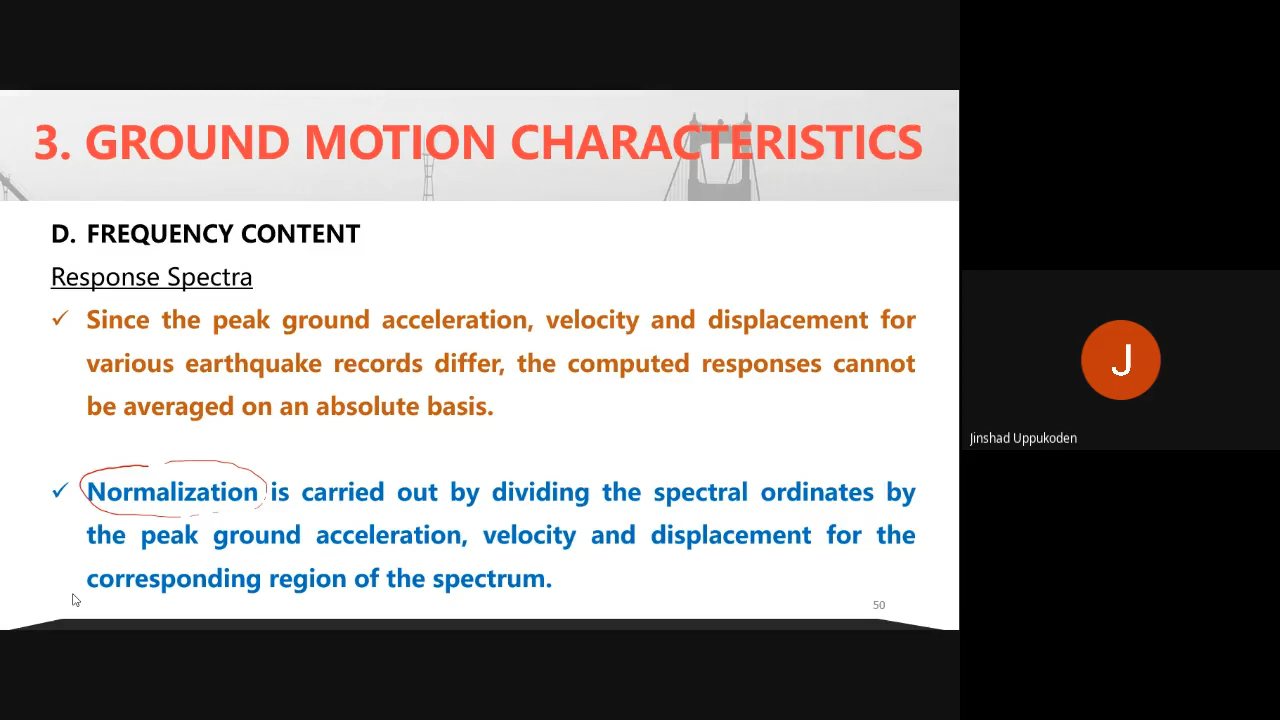 3. GROUND MOTION CHARACTERISTICS
D. FREQUENCY CONTENT
Response Spectra
✓ Since the peak ground acceleration, velocity and displacement for
various earthquake records differ, the computed responses cannot
be averaged on an absolute basis.
✓ Normalization is carried out by dividing the spectral ordinates by
the peak ground acceleration, velocity and displacement for the
corresponding region of the spectrum.
50
J
Jinshad Uppukoden